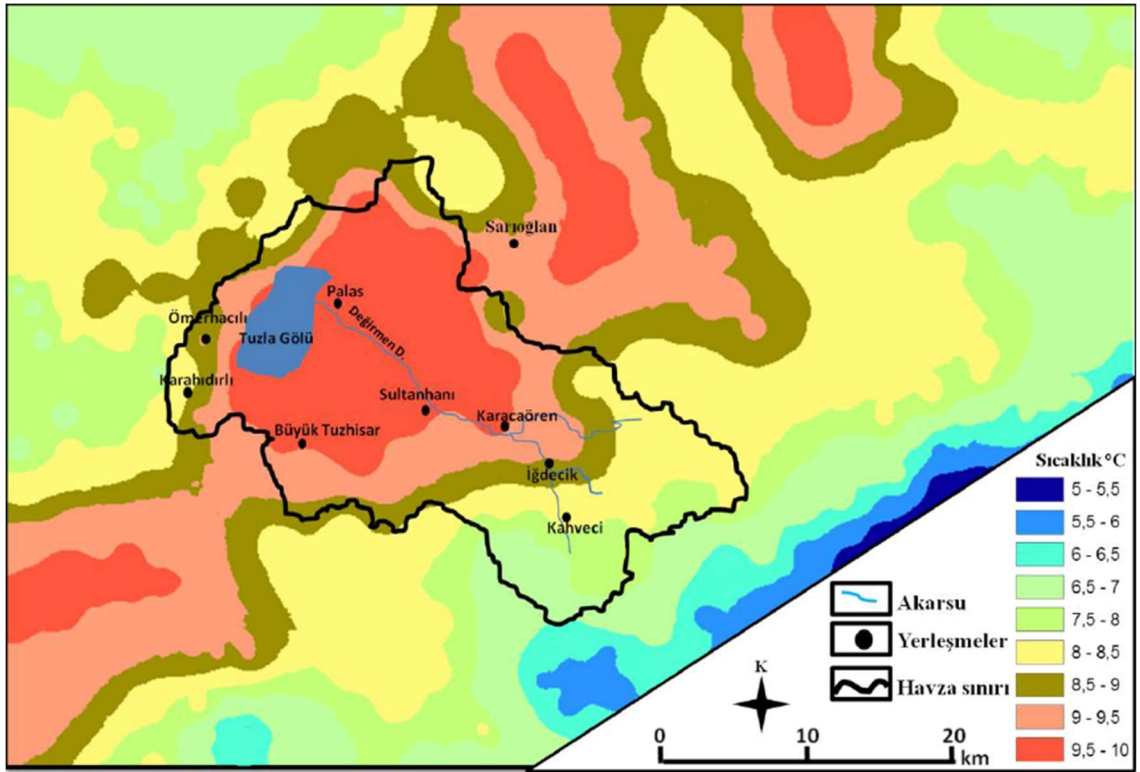 Sarıoğlan
Palas
Ömerhacılı
Değirmen D.
Tuzla Gölü
Karahıdırlı
Sultanhanı
Karacaören
Büyük Tuzhisar
İğdecik
Kahveci
Sıcaklık °C
5 - 5,5
5,5 - 6
6 - 6,5
6,5 - 7
7,5 - 8
8 - 8,5
8,5 - 9
9 - 9,5
9,5 - 10
Akarsu
Yerleşmeler
Havza sınırı
K
0 10 20
km